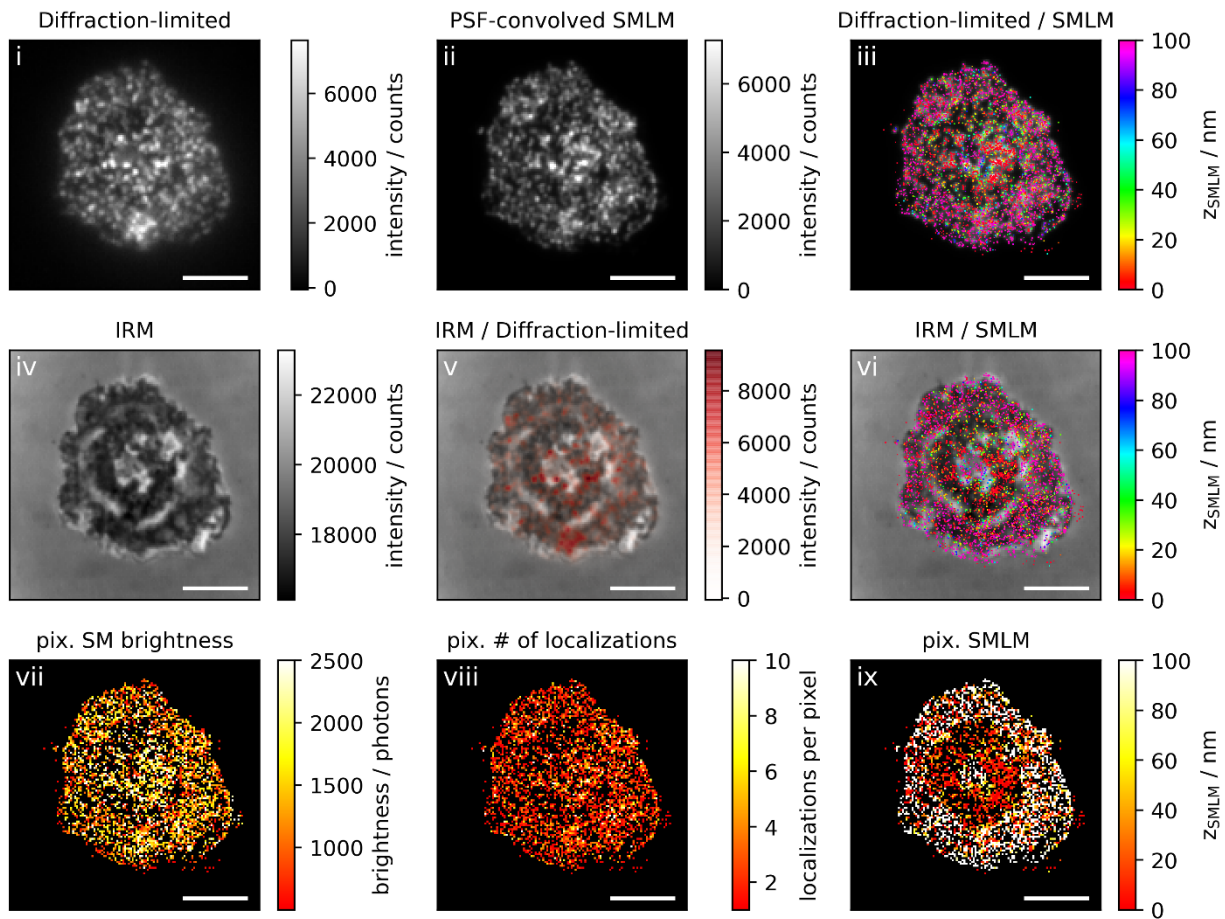 Diffraction-limited
i
6000
4000
2000
0
intensity / counts
PSF-convolved SMLM
ii
6000
4000
2000
0
intensity / counts
Diffraction-limited / SMLM
iii
100
80
60
40
20
0
zSMLM / nm
IRM
iv
22000
20000
18000
intensity / counts
IRM / Diffraction-limited
v
8000
6000
4000
2000
0
intensity / counts
IRM / SMLM
vi
100
80
60
40
20
0
zSMLM / nm
pix. SM brightness
vii
2500
2000
1500
1000
brightness / photons
pix. # of localizations
viii
10
8
6
4
2
localizations per pixel
pix. SMLM
ix
100
80
60
40
20
0
zSMLM / nm